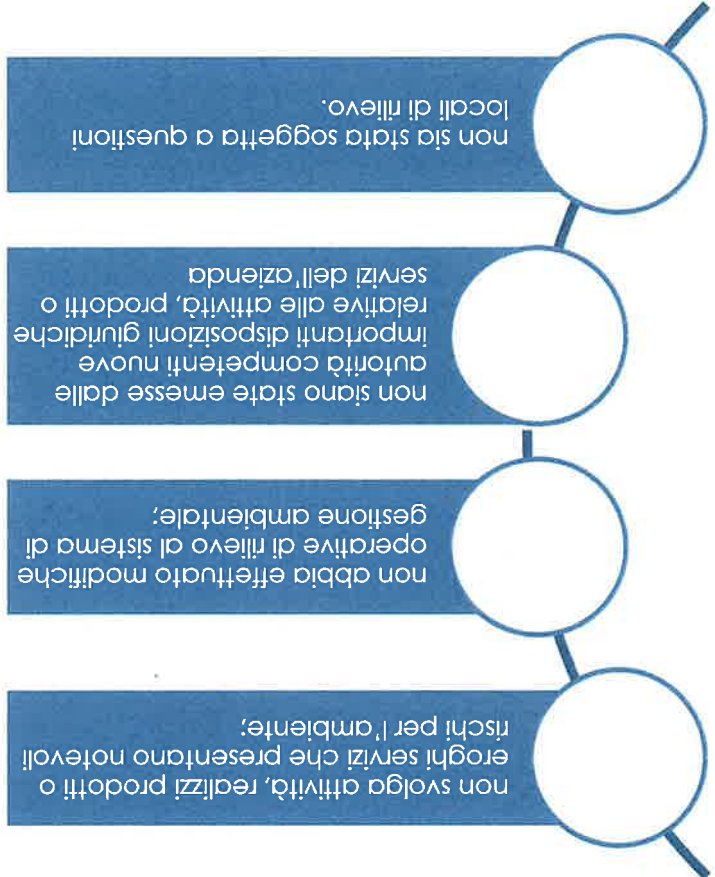 non svolga attività, realizzi prodotti o
eroghi servizi che presentano notevoli
rischi per l'ambiente;
non abbia effettuato modifiche
operative di rilievo al sistema di
gestione ambientale;
non siano state emesse dalle
autorità competenti nuove
importanti disposizioni giuridiche
relative alle attività, prodotti o
servizi dell'azienda
non sia stata soggetta a questioni
locali di rilievo.